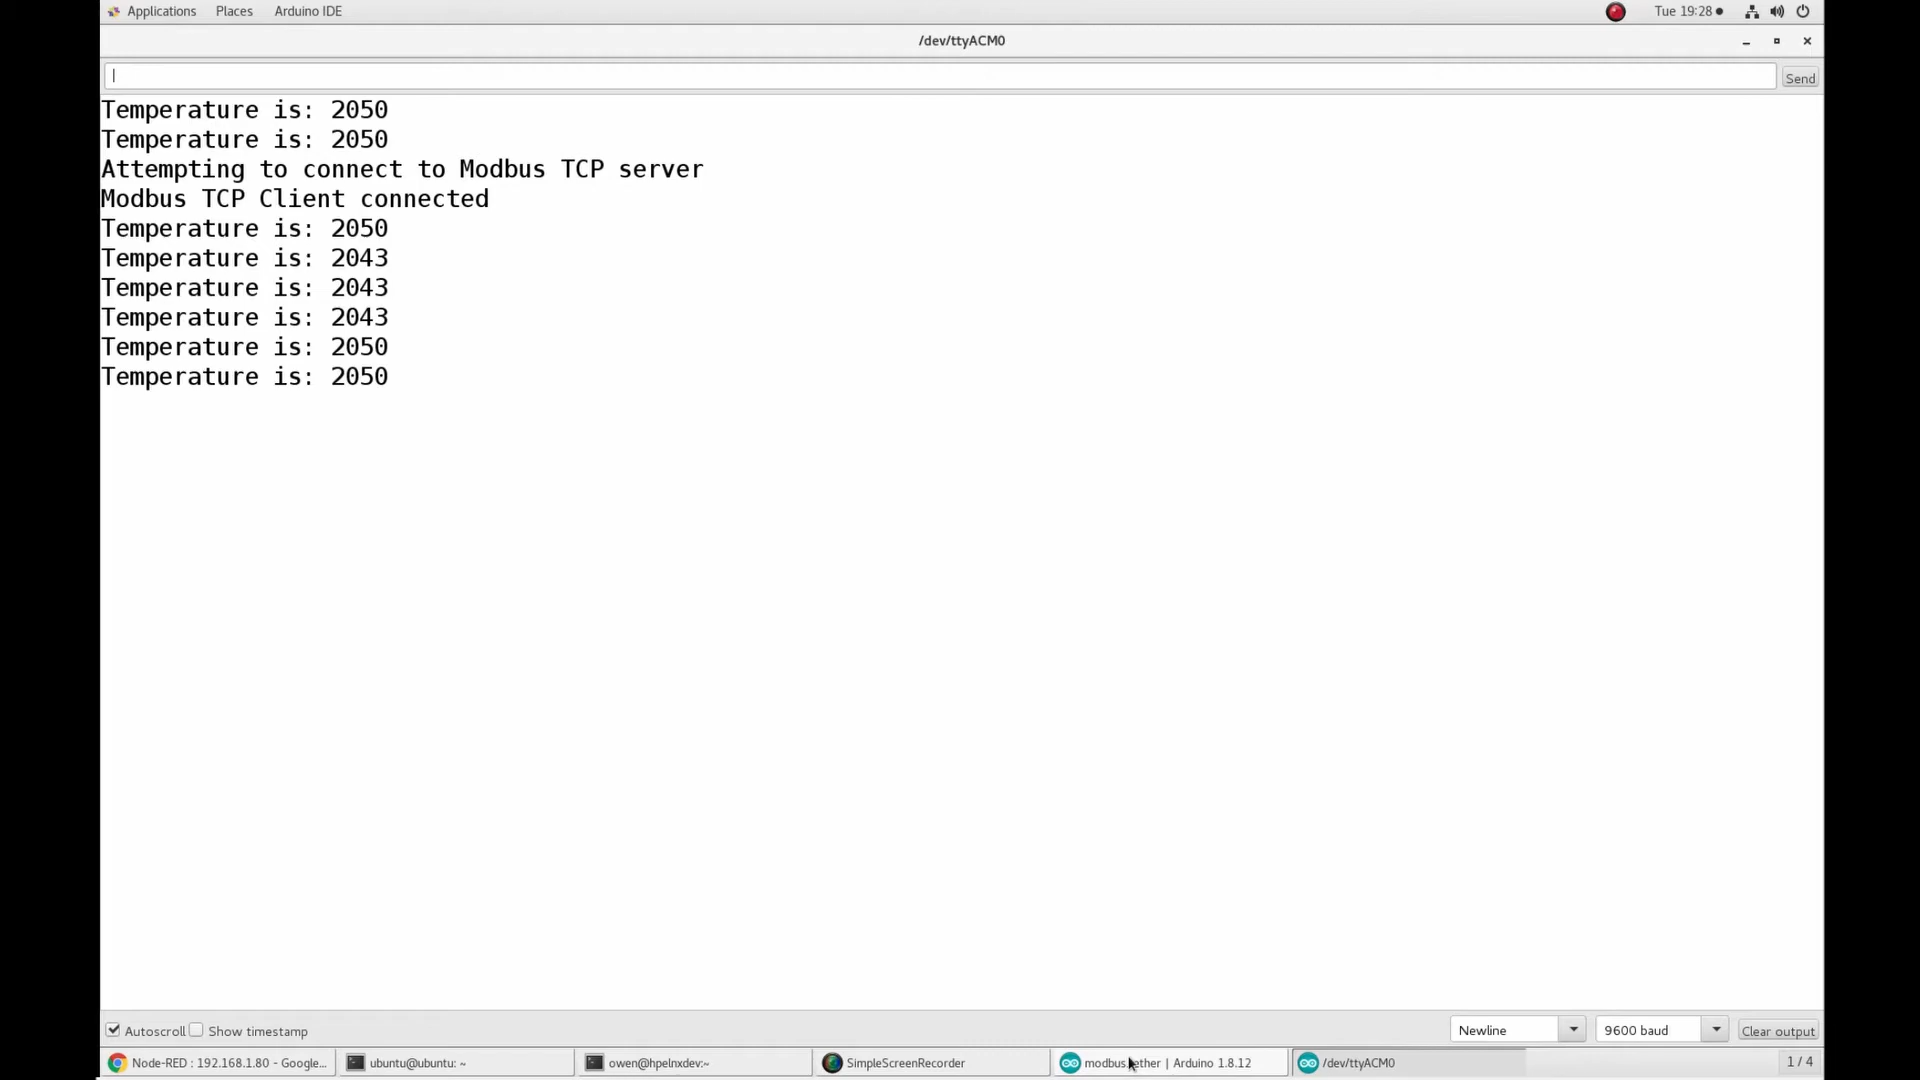 Applications Places Arduino IDE Tue 19:28
/dev/ttyACM0
Send
Temperature is: 2050
Temperature is: 2050
Attempting to connect to Modbus TCP server
Modbus TCP Client connected
Temperature is: 2050
Temperature is: 2043
Temperature is: 2043
Temperature is: 2043
Temperature is: 2050
Temperature is: 2050
Autoscroll Show timestamp Newline 9600 baud Clear output
Node-RED : 192.168.1.80 - Google... ubuntu@ubuntu: ~ owen@hpelnxdev:~ SimpleScreenRecorder | Arduino 1.8.12 /dev/ttyACM0 1 / 4